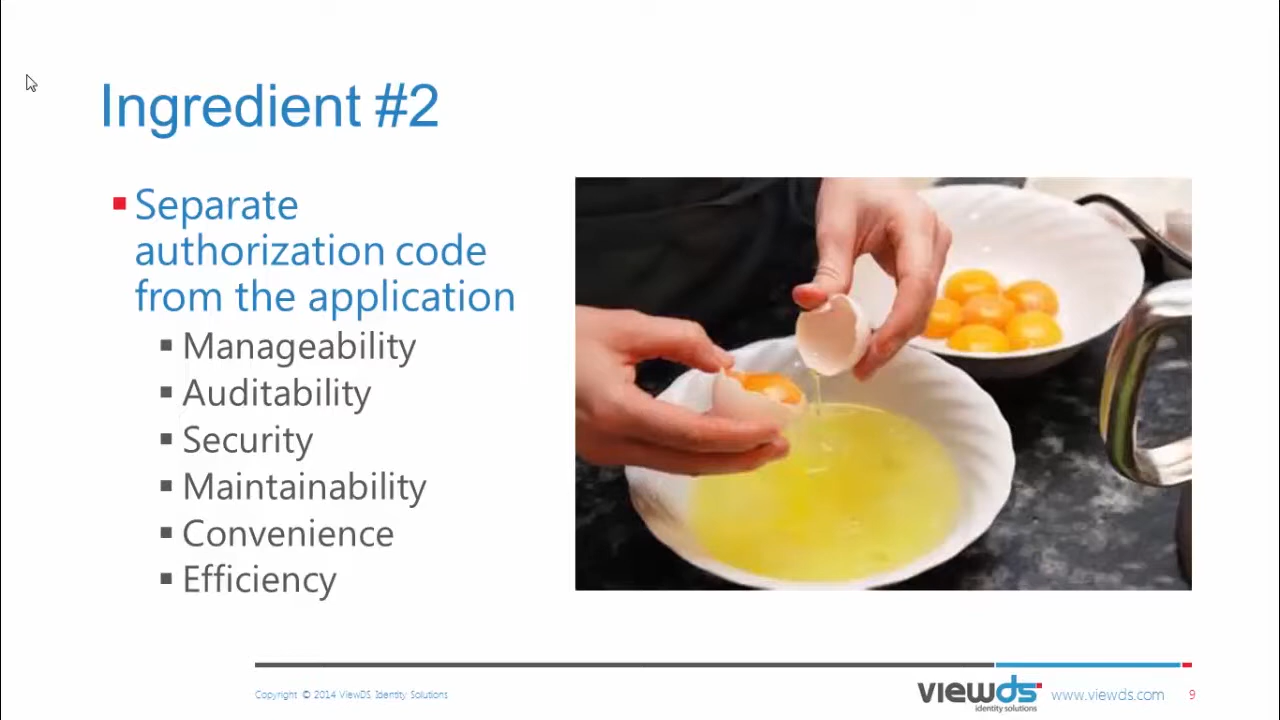 Ingredient #2
Separate
authorization code
from the application
Manageability
Auditability
Security
Maintainability
Convenience
Efficiency
Copyright © 2014 ViewDS Identity Solutions
viewds
identity solutions
www.viewds.com
9